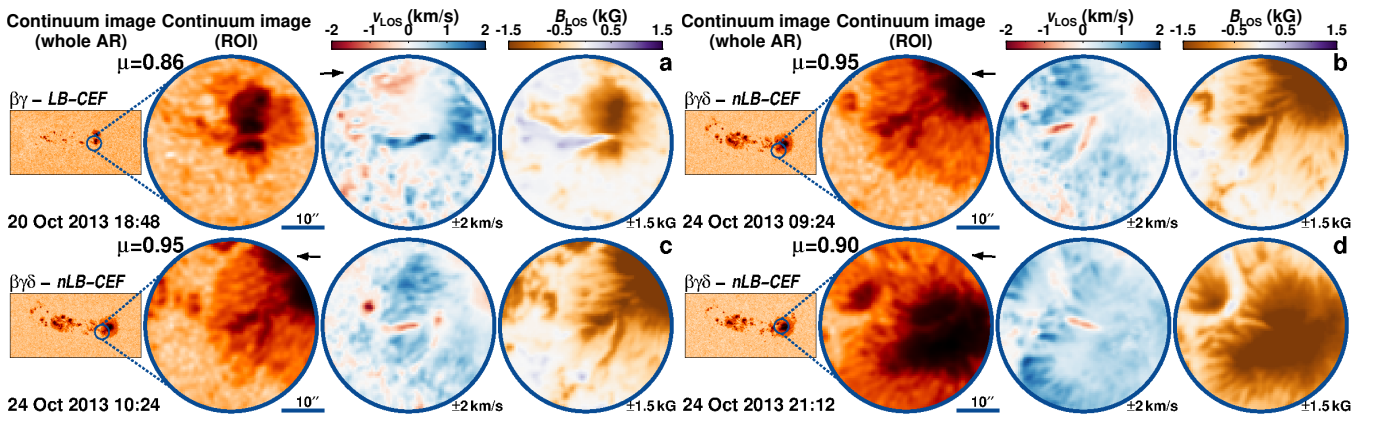 Continuum image (whole AR) Continuum image (ROI) v_LOS (km/s) B_LOS (kG) Continuum image (whole AR) Continuum image (ROI) v_LOS (km/s) B_LOS (kG)
-2 -1 0 1 2 -1.5 -0.5 0.5 1.5 -2 -1 0 1 2 -1.5 -0.5 0.5 1.5
μ=0.86 a
βγ – LB–CEF
20 Oct 2013 18:48 10″ ±2 km/s ±1.5 kG
μ=0.95 b
βγδ – nLB–CEF
24 Oct 2013 09:24 10″ ±2 km/s ±1.5 kG
μ=0.95 c
βγδ – nLB–CEF
24 Oct 2013 10:24 10″ ±2 km/s ±1.5 kG
μ=0.90 d
βγδ – nLB–CEF
24 Oct 2013 21:12 10″ ±2 km/s ±1.5 kG